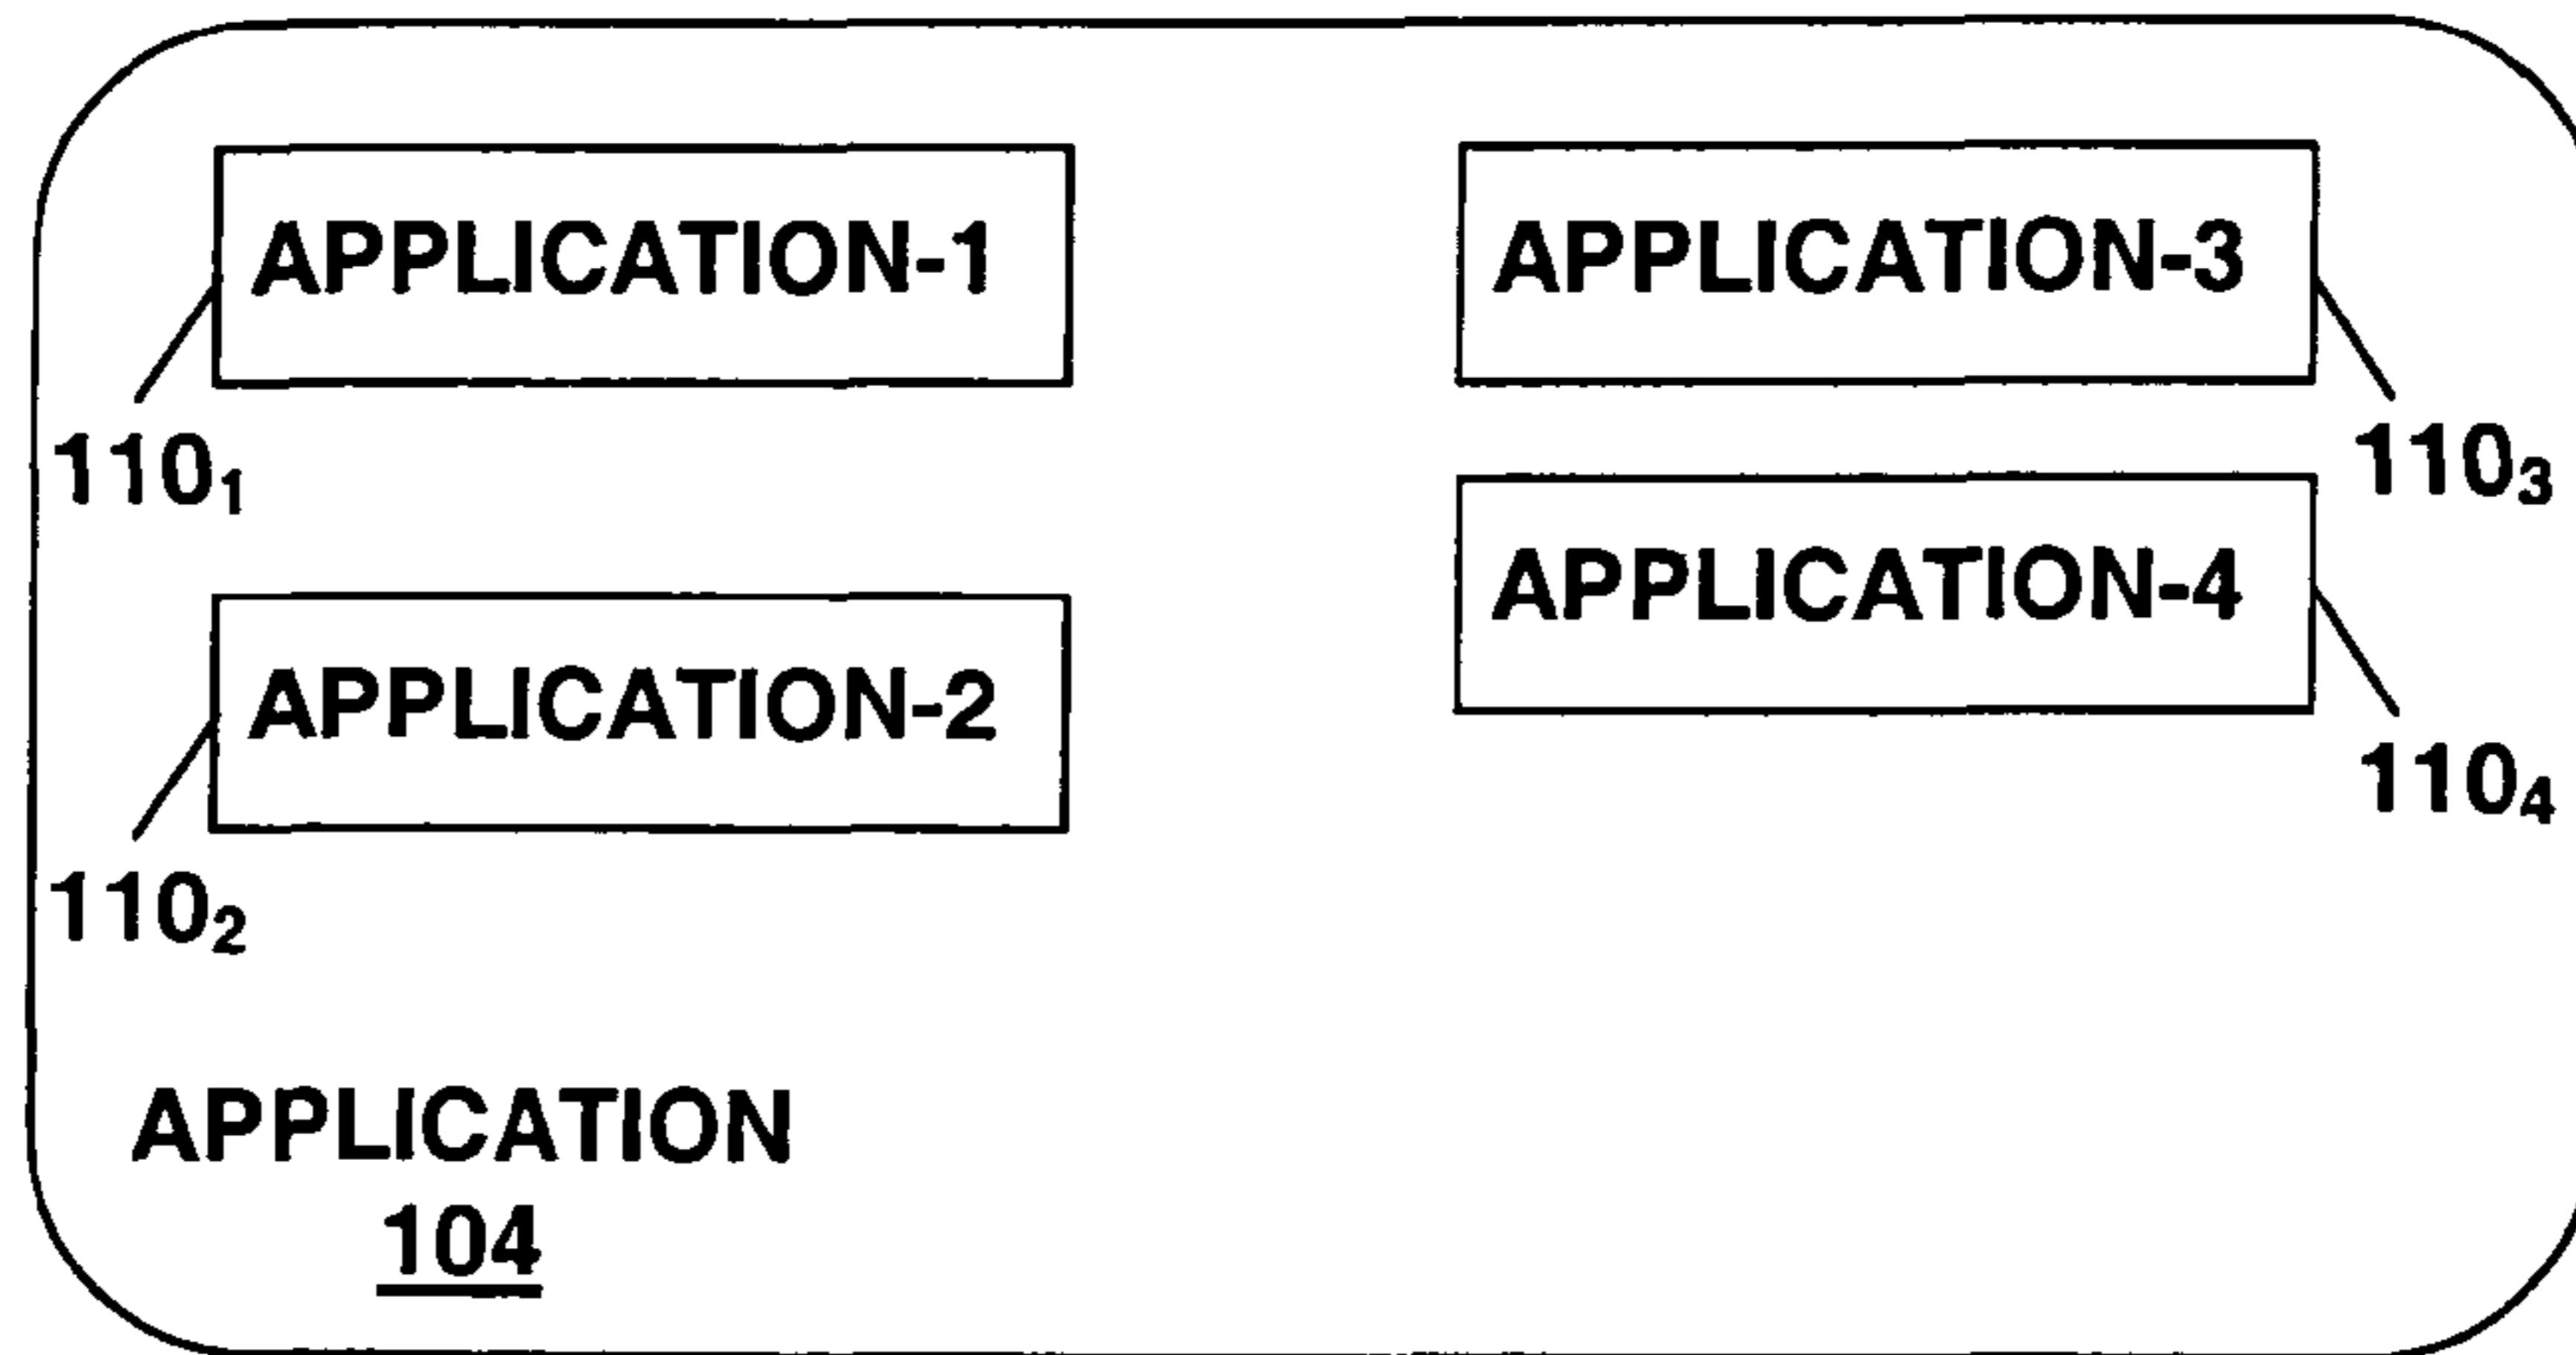 APPLICATION-1
110₁
APPLICATION-2
110₂
APPLICATION-3
110₃
APPLICATION-4
110₄
APPLICATION
104